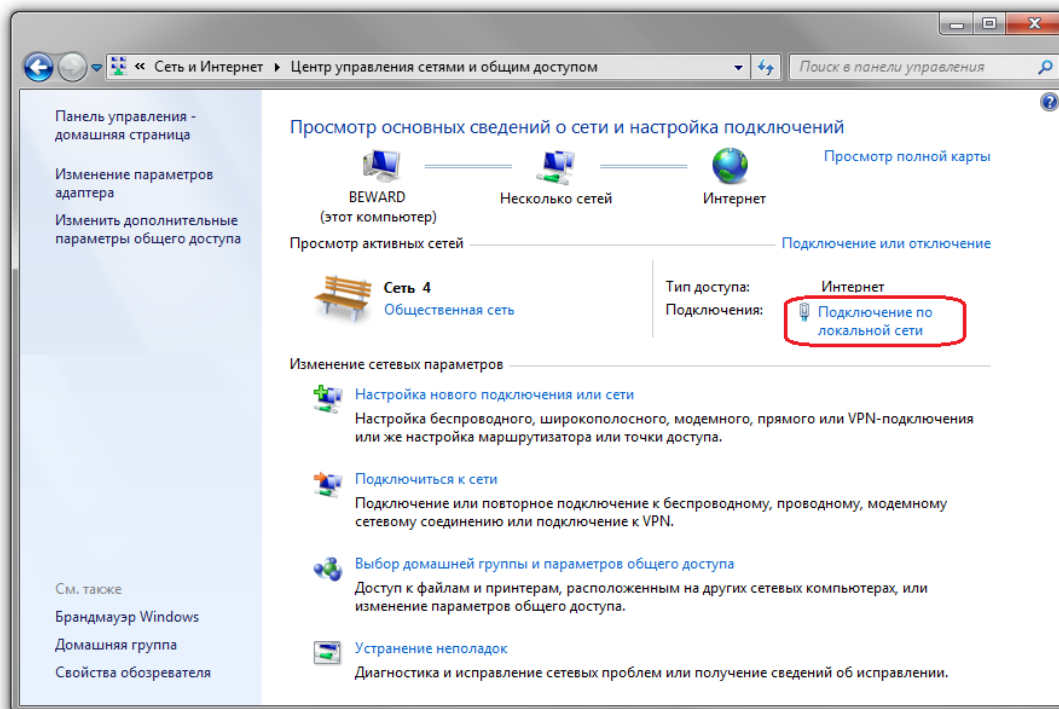 « Сеть и Интернет
Центр управления сетями и общим доступом
Поиск в панели управления
Панель управления -
домашняя страница
Изменение параметров
адаптера
Изменить дополнительные
параметры общего доступа
См. также
Брандмауэр Windows
Домашняя группа
Свойства обозревателя
Просмотр основных сведений о сети и настройка подключений
Просмотр полной карты
BEWARD
(этот компьютер)
Несколько сетей
Интернет
Просмотр активных сетей
Подключение или отключение
Сеть 4
Общественная сеть
Тип доступа: Интернет
Подключения: Подключение по
локальной сети
Изменение сетевых параметров
Настройка нового подключения или сети
Настройка беспроводного, широкополосного, модемного, прямого или VPN-подключения
или же настройка маршрутизатора или точки доступа.
Подключиться к сети
Подключение или повторное подключение к беспроводному, проводному, модемному
сетевому соединению или подключение к VPN.
Выбор домашней группы и параметров общего доступа
Доступ к файлам и принтерам, расположенным на других сетевых компьютерах, или
изменение параметров общего доступа.
Устранение неполадок
Диагностика и исправление сетевых проблем или получение сведений об исправлении.